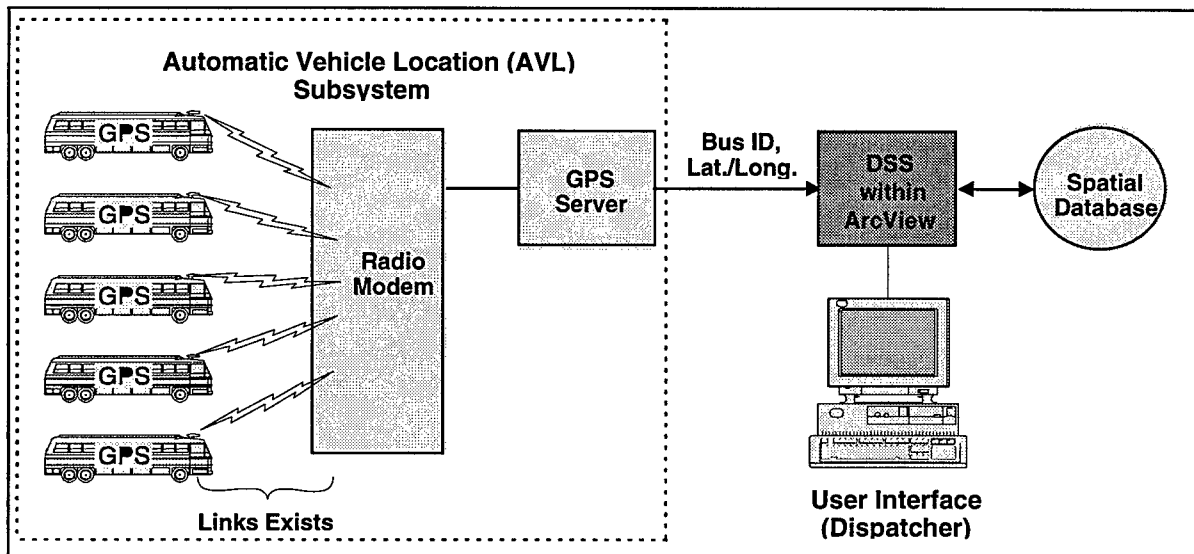 Automatic Vehicle Location (AVL)
Subsystem
GPS
GPS
GPS
GPS
GPS
Radio
Modem
Links Exists
GPS
Server
Bus ID,
Lat./Long.
DSS
within
ArcView
Spatial
Database
User Interface
(Dispatcher)